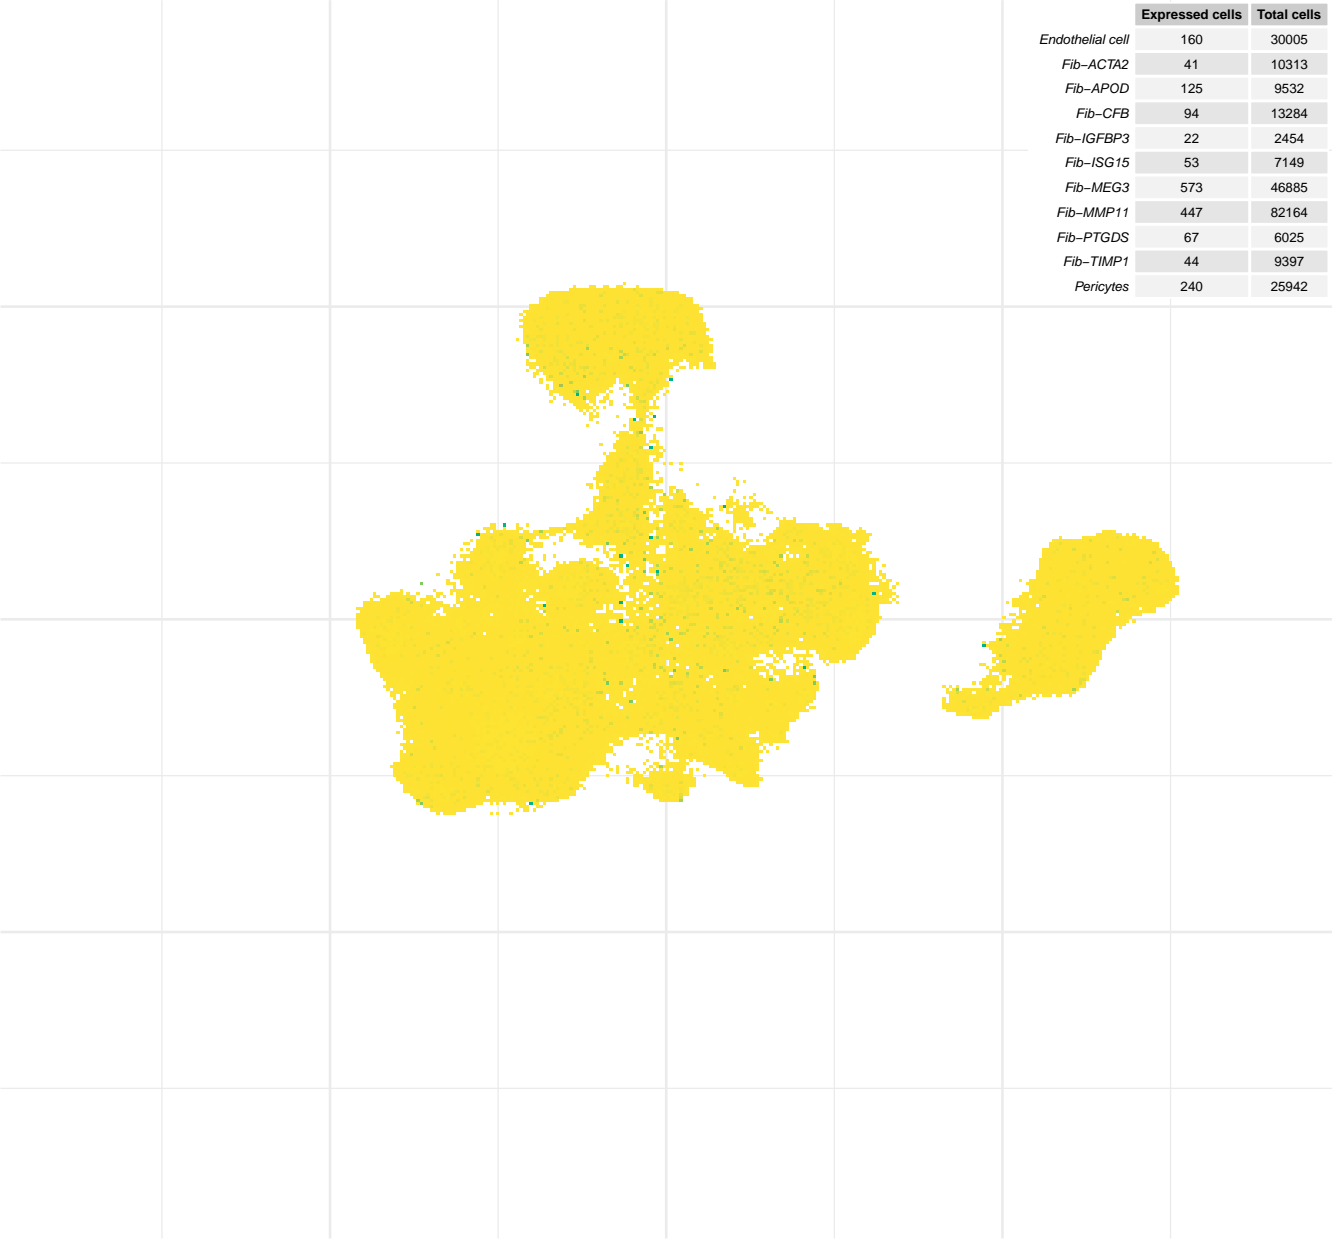 Expressed cells Total cells
Endothelial cell 160 30005
Fib−ACTA2 41 10313
Fib−APOD 125 9532
Fib−CFB 94 13284
Fib−IGFBP3 22 2454
Fib−ISG15 53 7149
Fib−MEG3 573 46885
Fib−MMP11 447 82164
Fib−PTGDS 67 6025
Fib−TIMP1 44 9397
Pericytes 240 25942